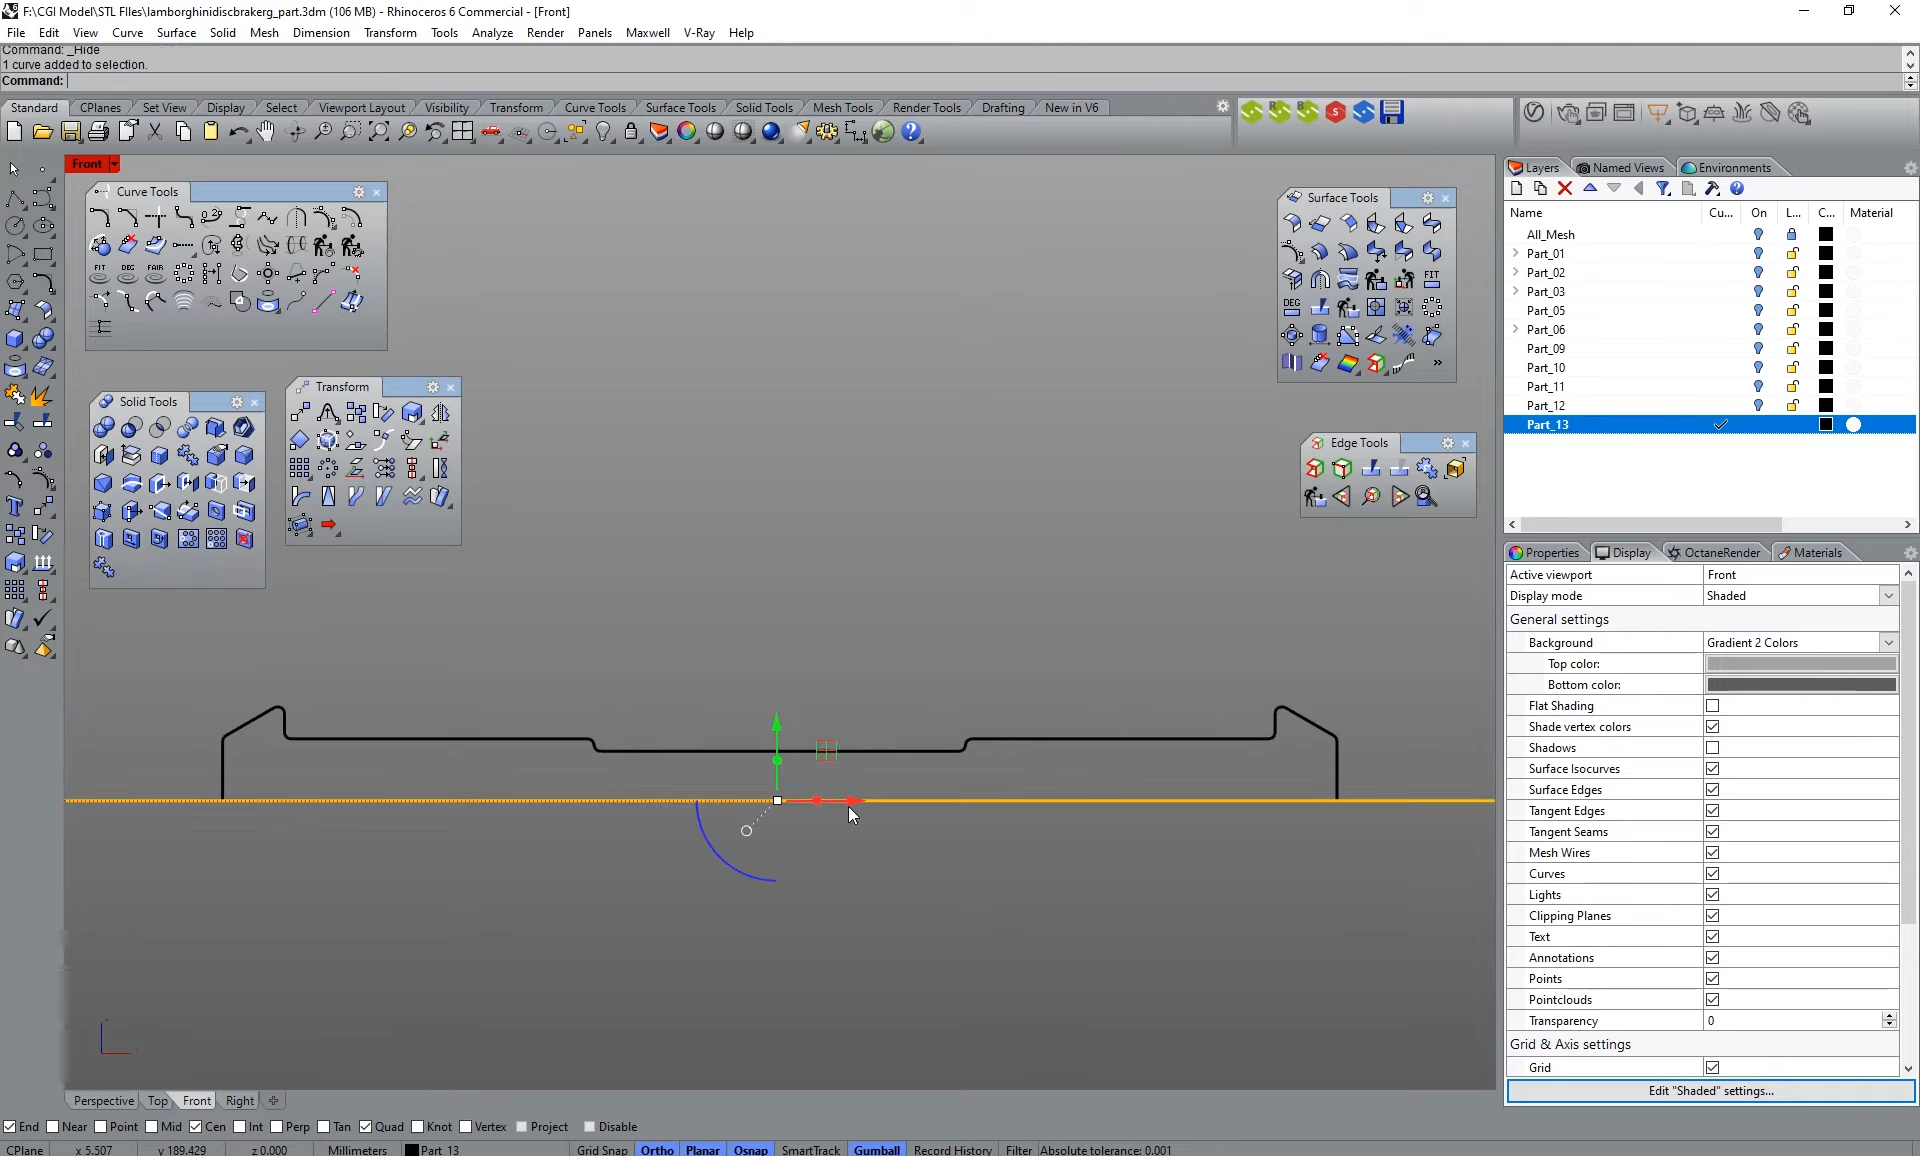 F:\CGI Model\STL FIles\lamborghinidiscbrakerg_part.3dm (106 MB) - Rhinoceros 6 Commercial - [Front]
File Edit View Curve Surface Solid Mesh Dimension Transform Tools Analyze Render Panels Maxwell V-Ray Help
Command: _Hide
1 curve added to selection.
Command:
Standard CPlanes Set View Display Select Viewport Layout Visibility Transform Curve Tools Surface Tools Solid Tools Mesh Tools Render Tools Drafting New in V6
Front
Curve Tools
FIT DEG FAIR
Solid Tools
Transform
Surface Tools
FIT
DEG
Edge Tools
Layers Named Views Environments
Name Cu... On L... C... Material
All_Mesh
Part_01
Part_02
Part_03
Part_05
Part_06
Part_09
Part_10
Part_11
Part_12
Part_13
Properties Display OctaneRender Materials
Active viewport Front
Display mode Shaded
General settings
Background Gradient 2 Colors
Top color:
Bottom color:
Flat Shading
Shade vertex colors
Shadows
Surface Isocurves
Surface Edges
Tangent Edges
Tangent Seams
Mesh Wires
Curves
Lights
Clipping Planes
Text
Annotations
Points
Pointclouds
Transparency 0
Grid & Axis settings
Grid
Edit "Shaded" settings...
Perspective Top Front Right
End Near Point Mid Cen Int Perp Tan Quad Knot Vertex Project Disable
CPlane x 5.507 y 189.429 z 0.000 Millimeters Part_13 Grid Snap Ortho Planar Osnap SmartTrack Gumball Record History Filter Absolute tolerance: 0.001